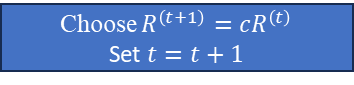 Choose R^(t+1) = cR^(t)
Set t = t + 1